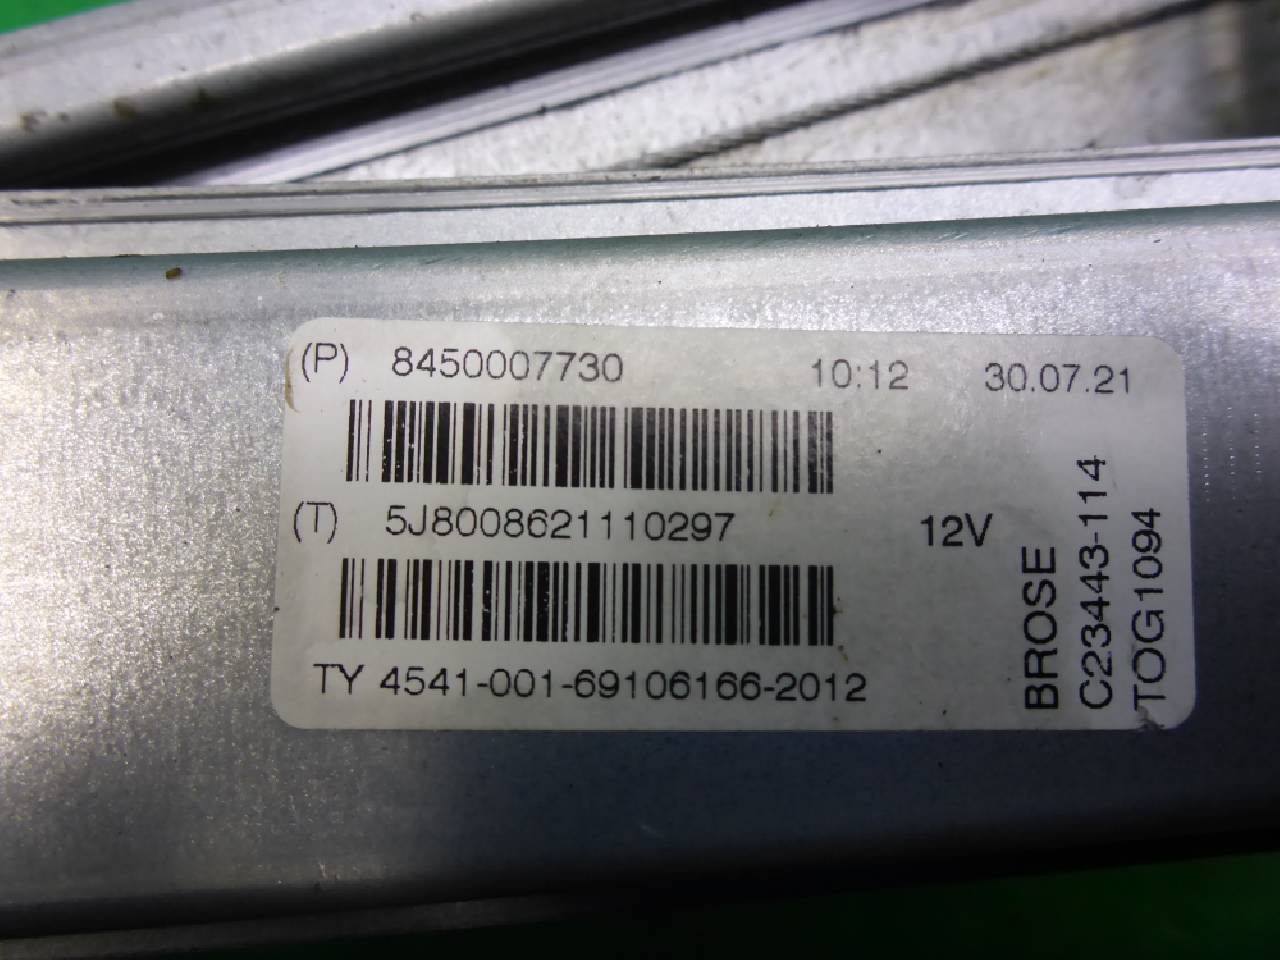 (P) 8450007730 10:12 30.07.21
(T) 5J8008621110297 12V
TY 4541-001-69106166-2012
BROSE
C23443-114
TOG1094